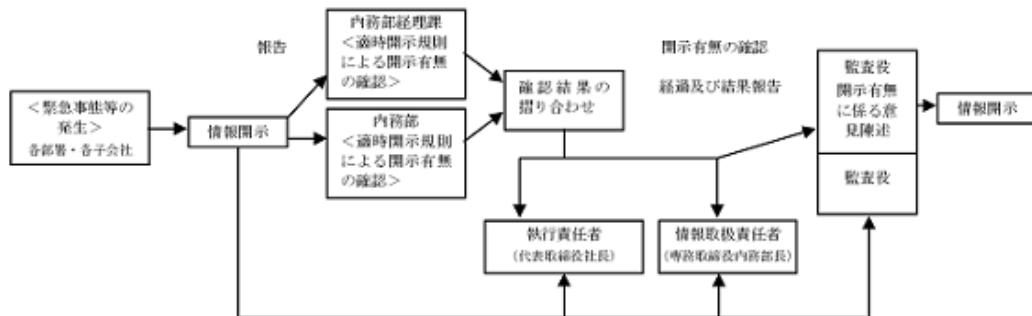 ＜緊急事態等の
発生＞
各部署・各子会社
情報開示
報告
内務部経理課
＜適時開示規則
による開示有無
の確認＞
内務部
＜適時開示規則
による開示有無
の確認＞
確認結果の
摺り合わせ
開示有無の確認
経過及び結果報告
監査役
開示有無
に係る意
見陳述
監査役
情報開示
執行責任者
(代表取締役社長)
情報取扱責任者
(専務取締役内務部長)